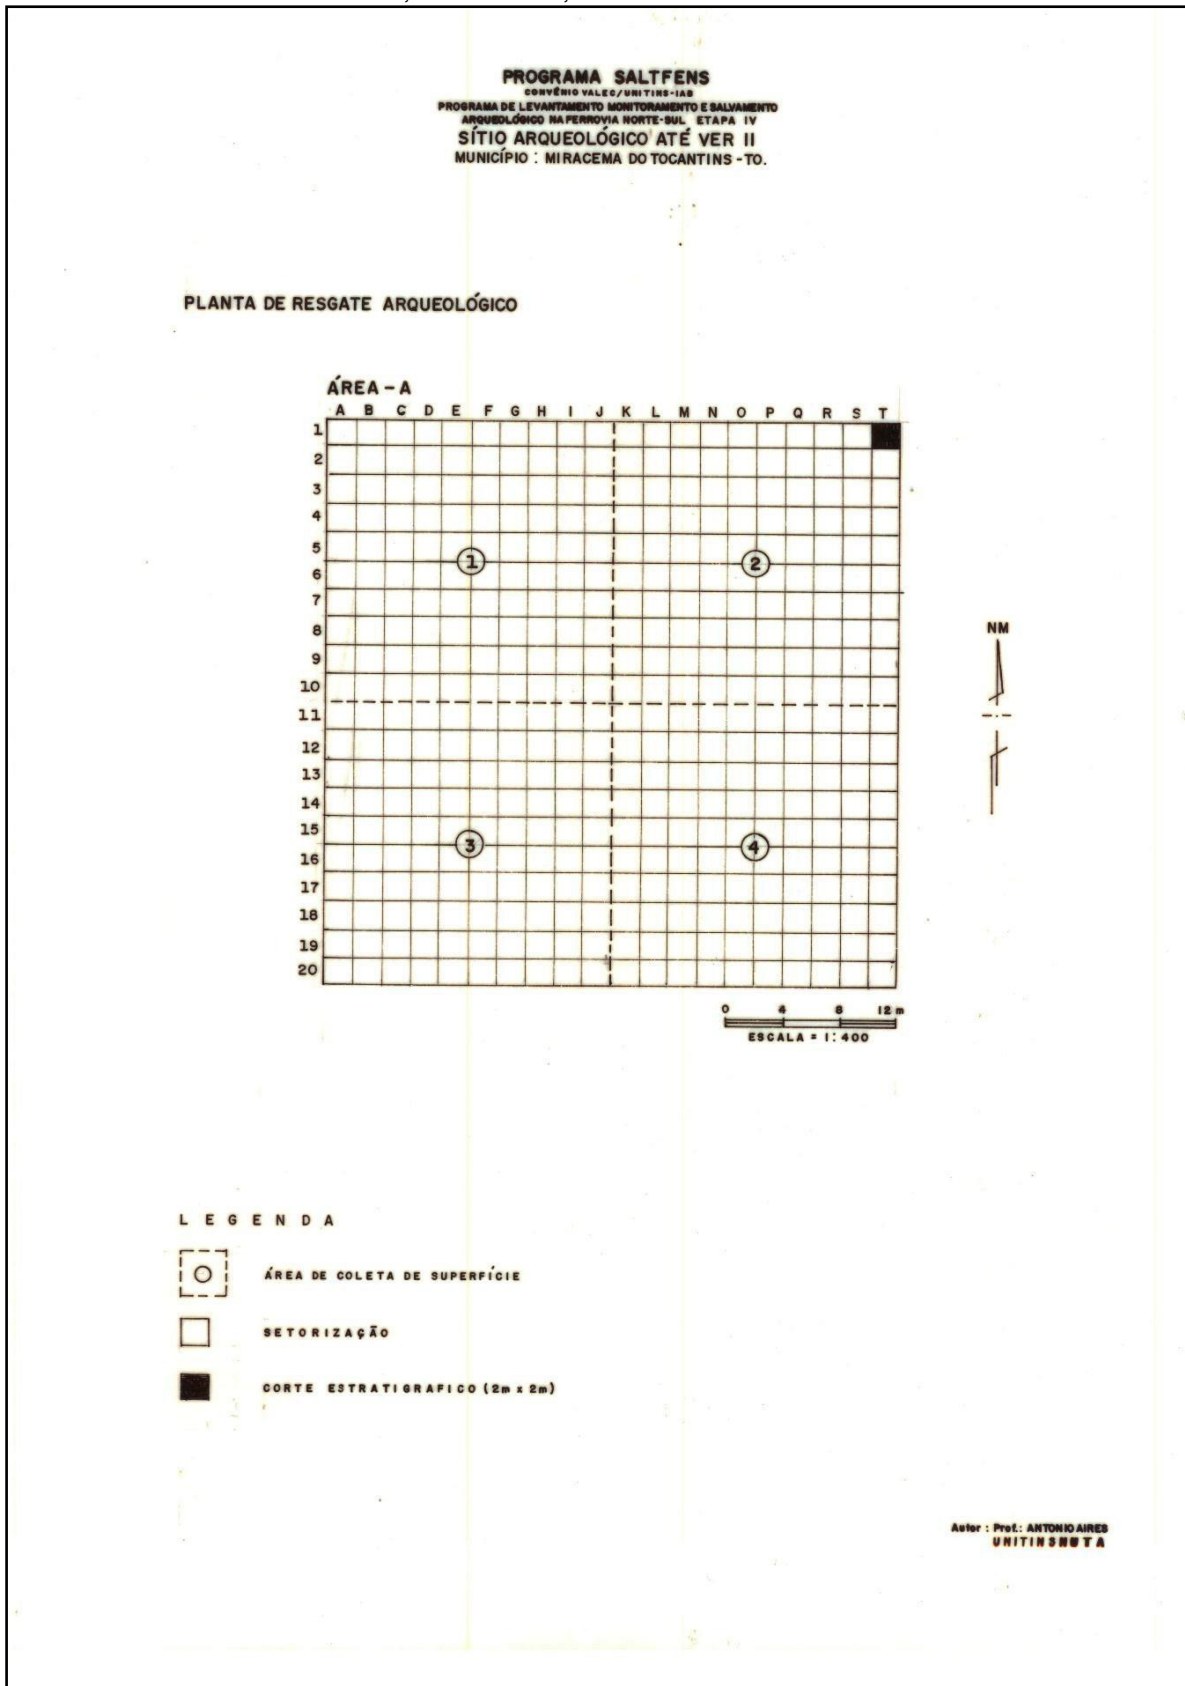 PROGRAMA SALTFENS
CONVÊNIO VALEC/UNITINS-IAB
PROGRAMA DE LEVANTAMENTO MONITORAMENTO E SALVAMENTO
ARQUEOLÓGICO NA FERROVIA NORTE-SUL ETAPA IV
SÍTIO ARQUEOLÓGICO ATÉ VER II
MUNICÍPIO : MIRACEMA DO TOCANTINS - TO.
PLANTA DE RESGATE ARQUEOLÓGICO
ÁREA - A
A B C D E F G H I J K L M N O P Q R S T
1
2
3
4
5
1 2
6
7
8
NM
9
10
11
12
13
14
15
3 4
16
17
18
19
20
0 4 8 12 m
ESCALA = 1:400
LEGENDA
ÁREA DE COLETA DE SUPERFÍCIE
SETORIZAÇÃO
CORTE ESTRATIGRAFICO (2m x 2m)
Autor : Prof.: ANTONIO AIRES